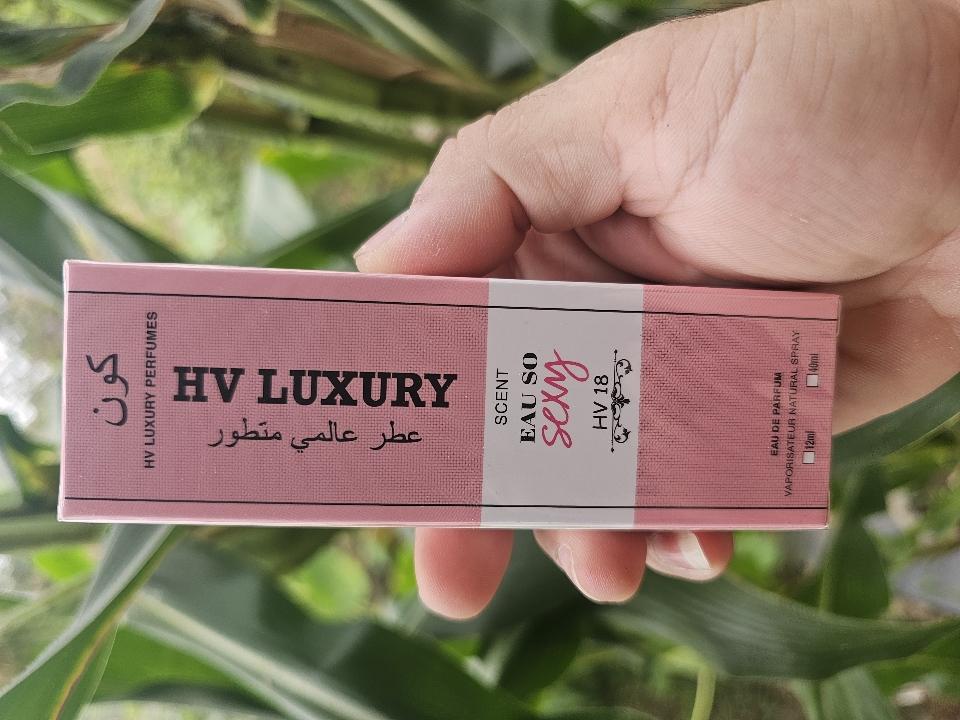 كون
HV LUXURY PERFUMES
HV LUXURY
عطر عالمي متطور
SCENT
EAU SO
sexy
HV 18
EAU DE PARFUM
VAPORISATEUR NATURAL SPRAY
12ml
40ml